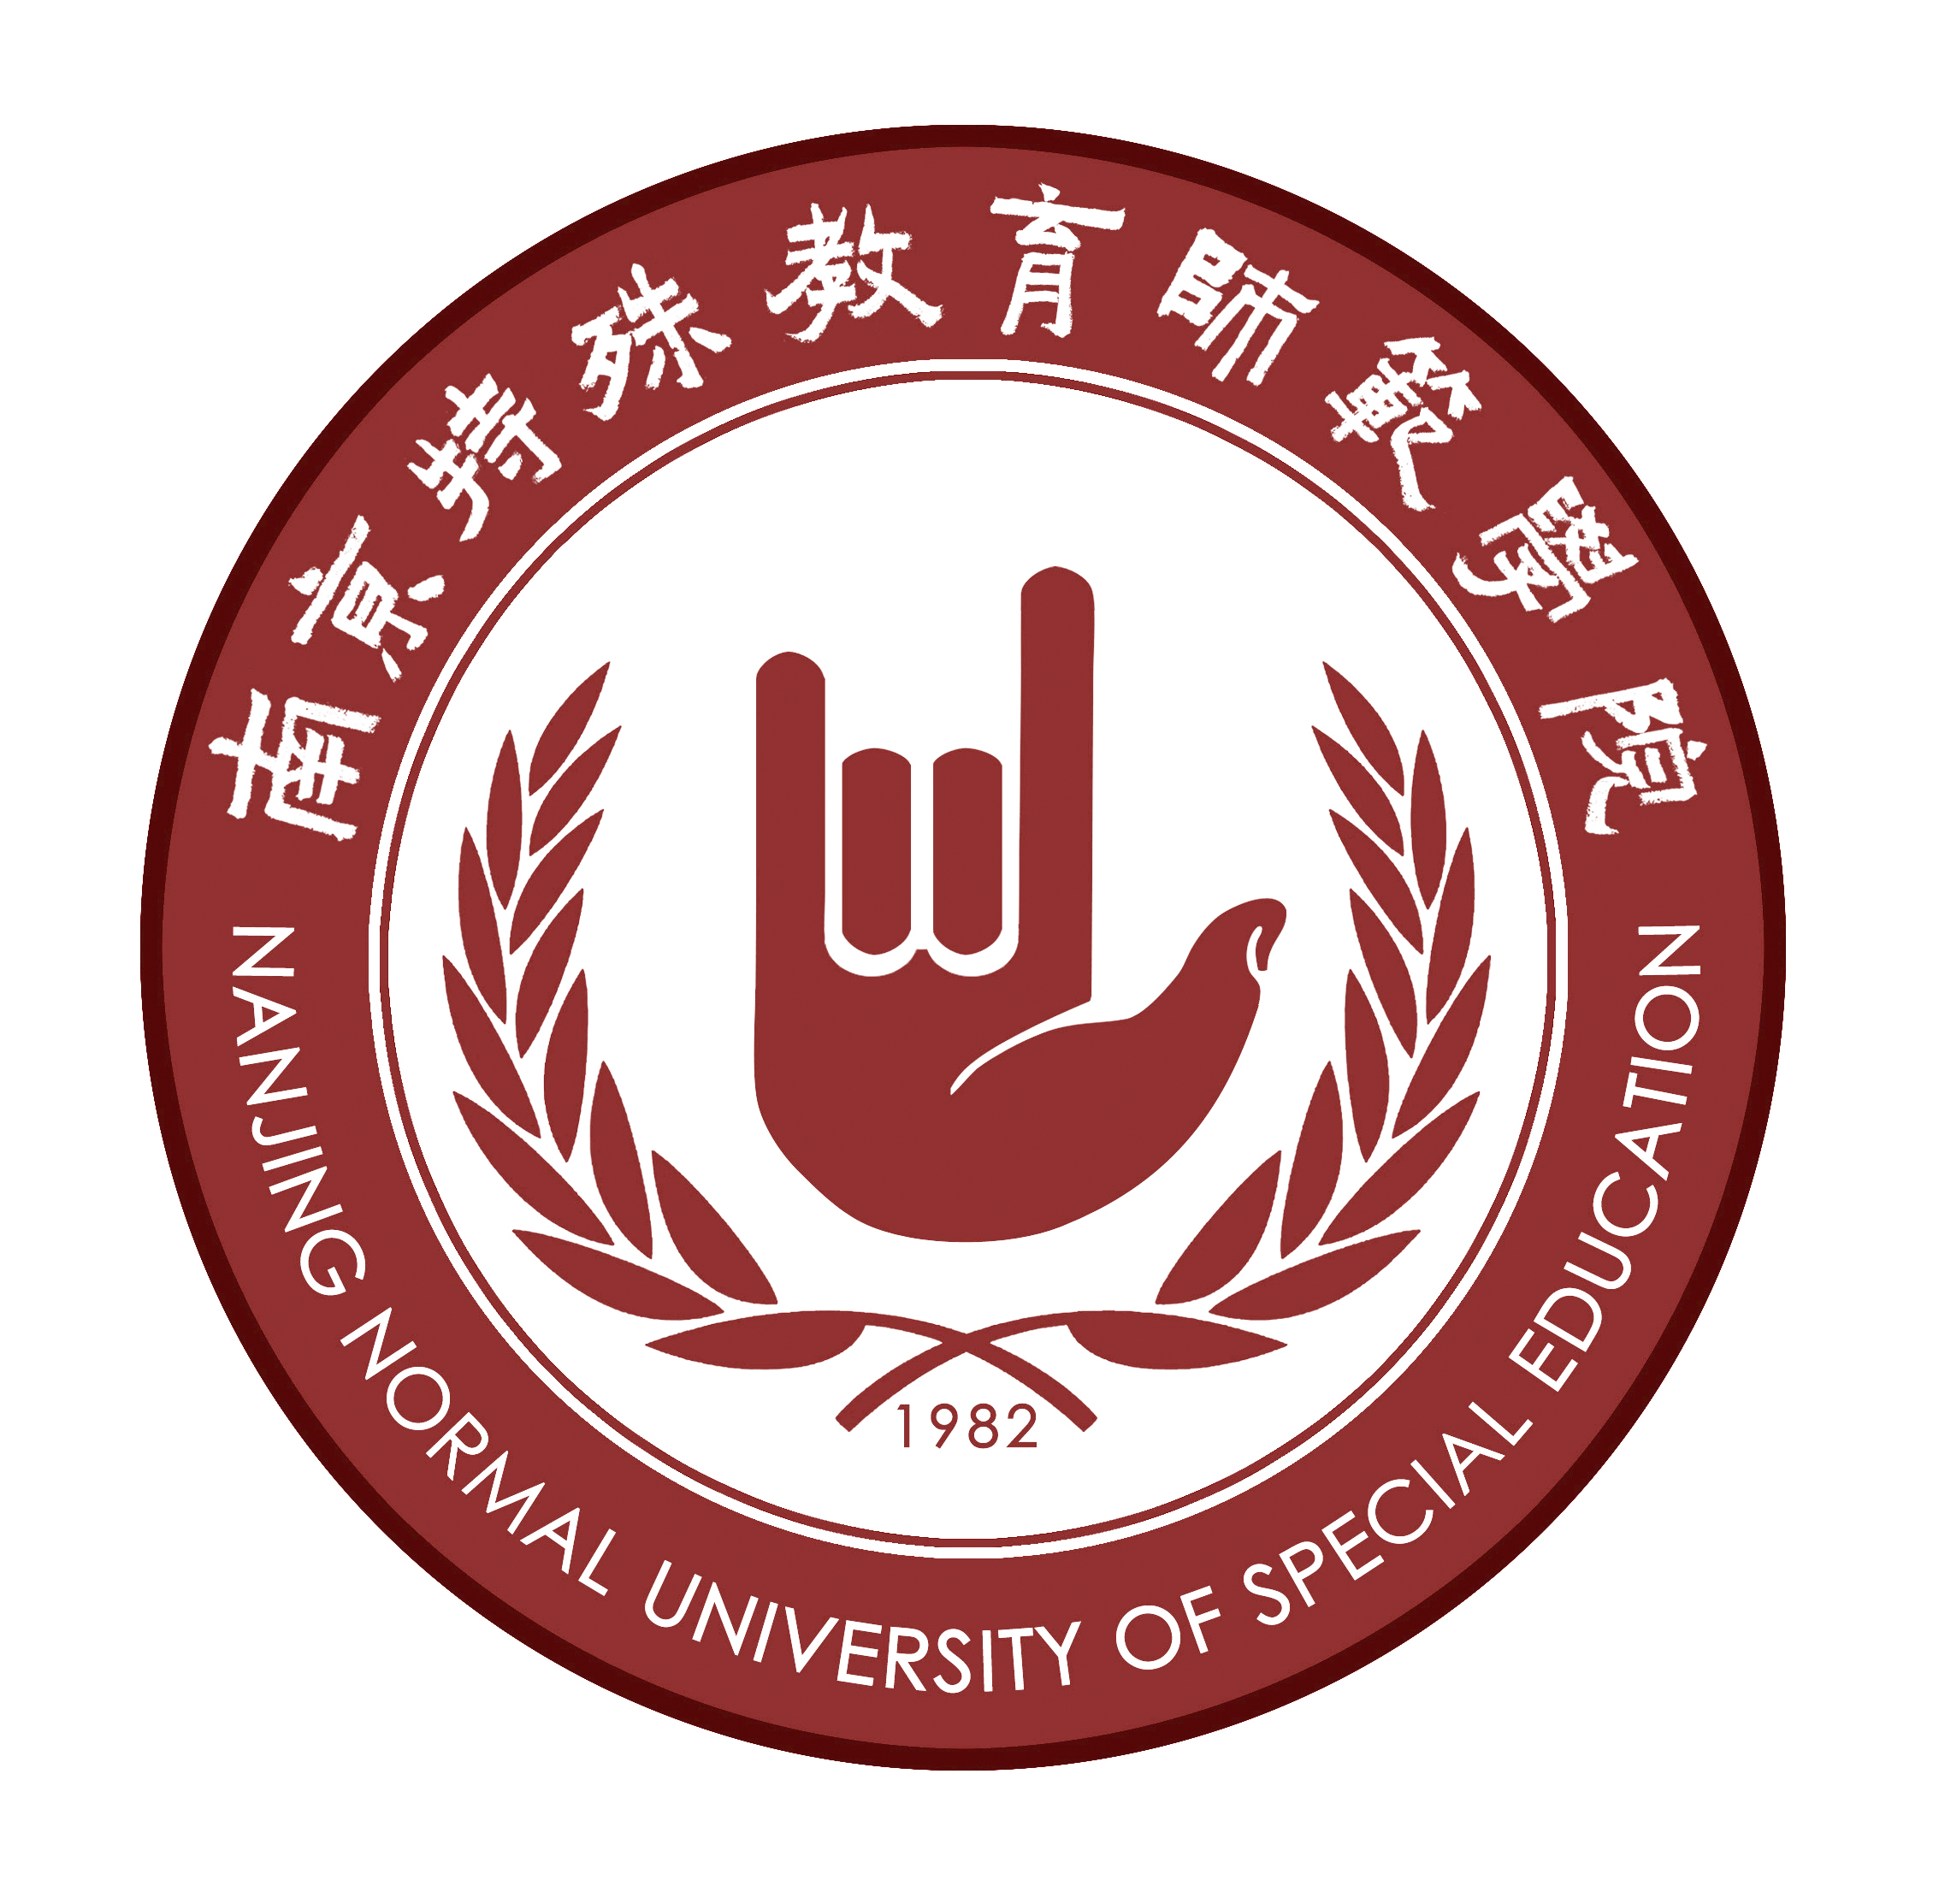 南京特殊教育師範學院
1982
NANJING NORMAL UNIVERSITY OF SPECIAL EDUCATION